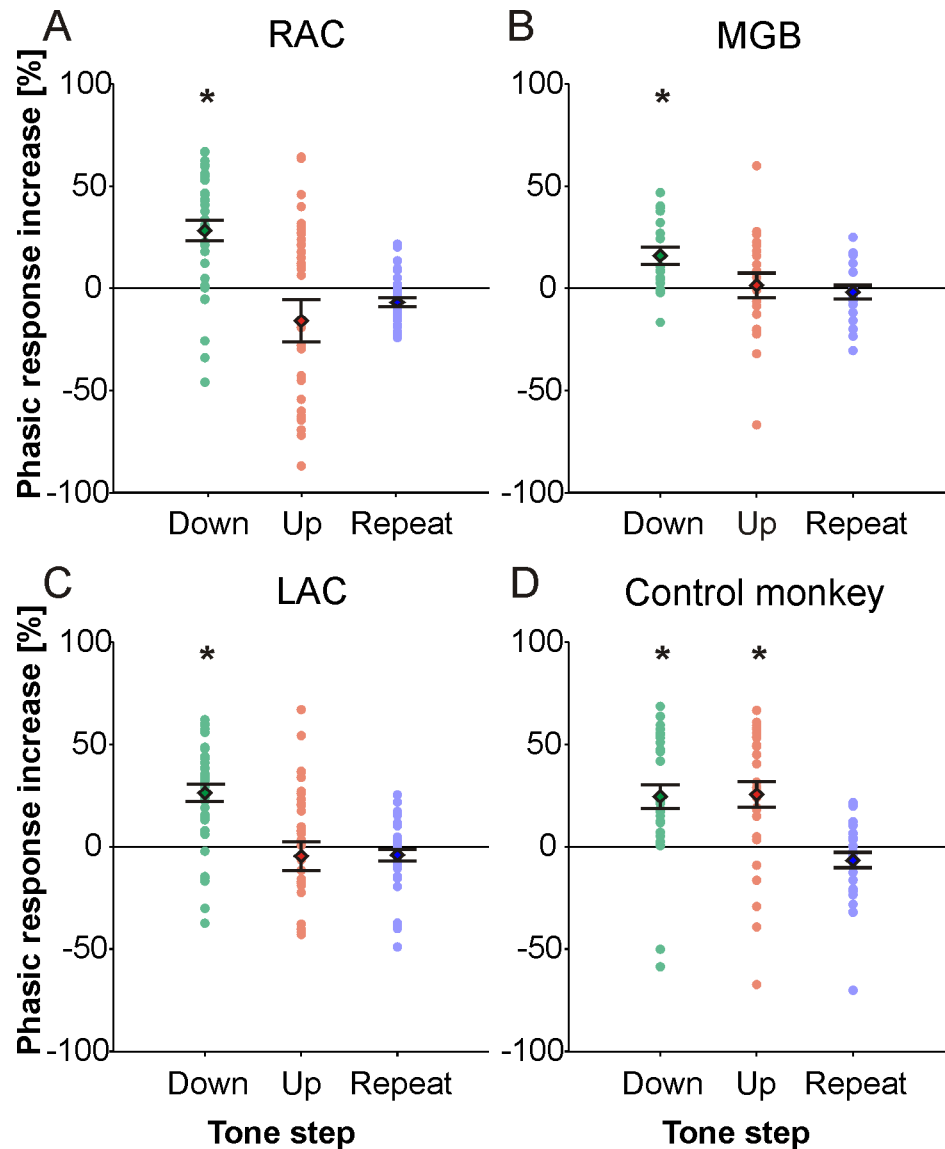 A
RAC
Phasic response increase [%]
100
50
0
-50
-100
*
Down Up Repeat
B
MGB
100
50
0
-50
-100
*
Down Up Repeat
C
LAC
Phasic response increase [%]
100
50
0
-50
-100
*
Down Up Repeat
Tone step
D
Control monkey
100
50
0
-50
-100
* *
Down Up Repeat
Tone step